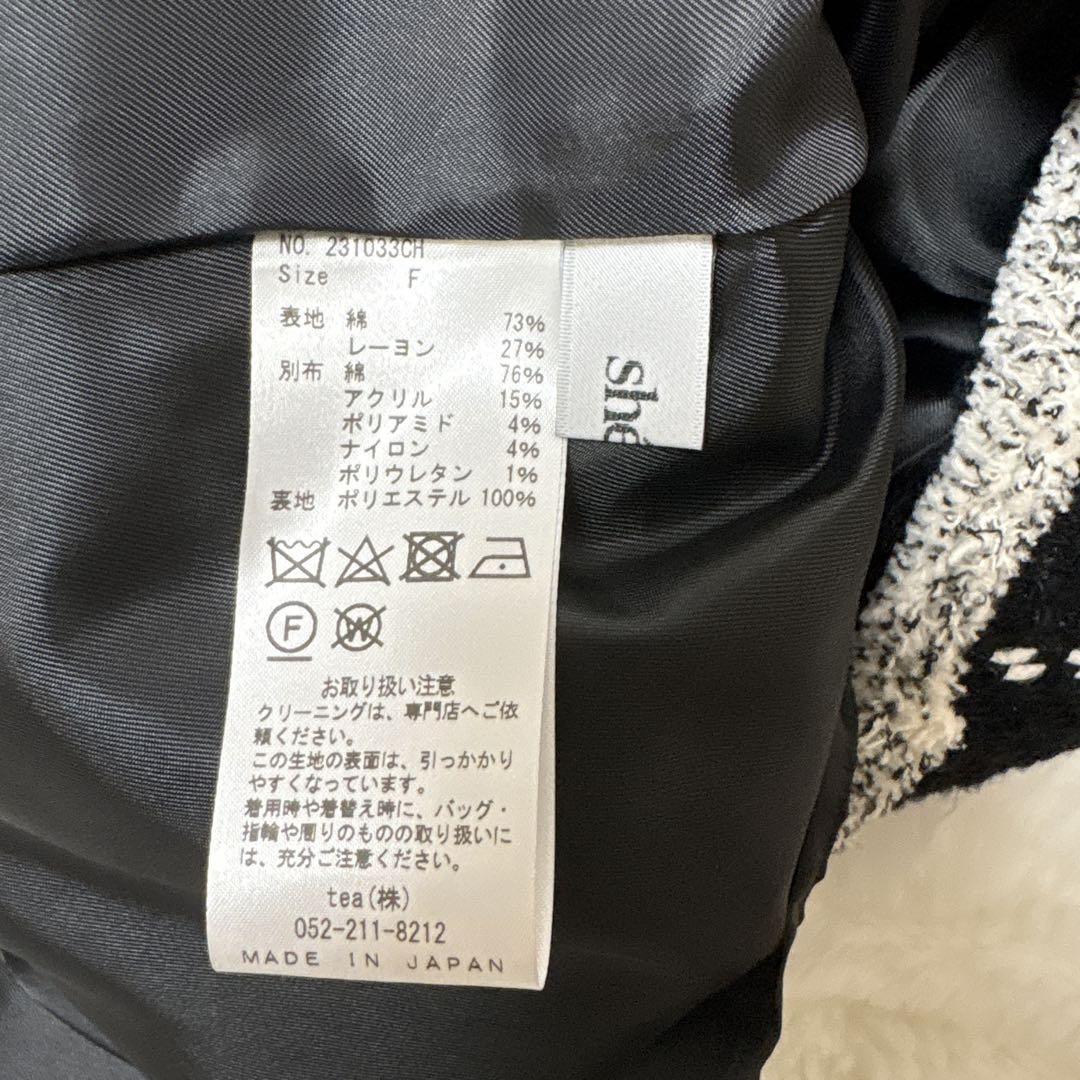 NO. 231033CH
Size F
表地 綿 73%
レーヨン 27%
別布 綿 76%
アクリル 15%
ポリアミド 4%
ナイロン 4%
ポリウレタン 1%
裏地 ポリエステル 100%
F W
お取り扱い注意
クリーニングは、専門店へご依
頼ください。
この生地の表面は、引っかかり
やすくなっています。
着用時や着替え時に、バッグ・
指輪や周りのものの取り扱いに
は、充分ご注意ください。
tea(株)
052-211-8212
MADE IN JAPAN